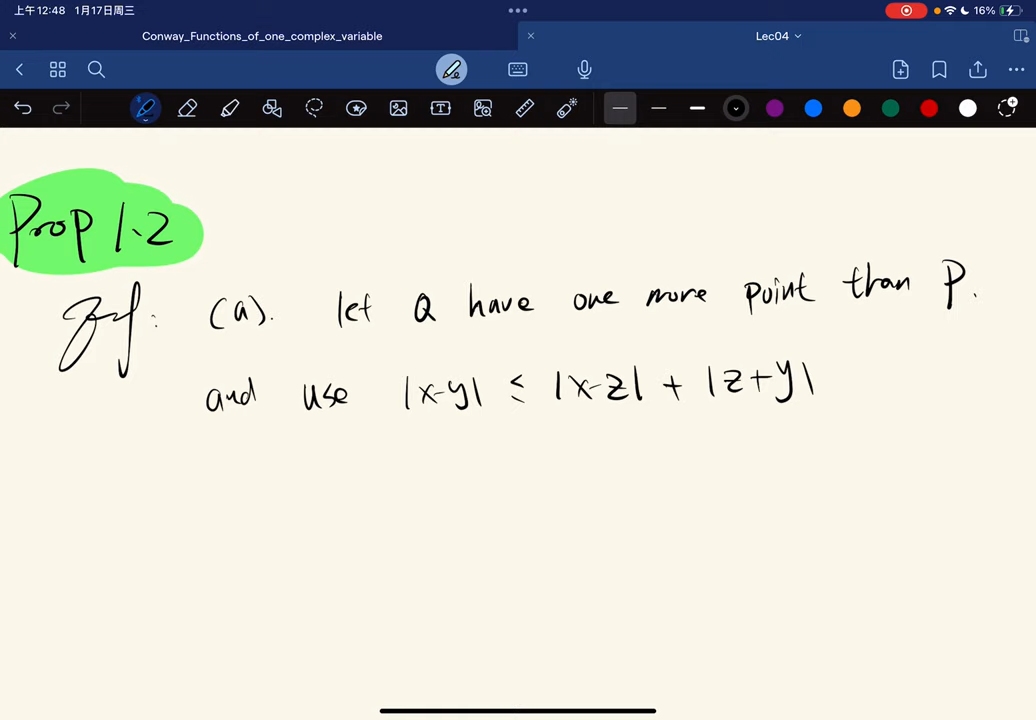 上午12:48 1月17日周三
16%
Conway_Functions_of_one_complex_variable
Lec04
Prop 1.2
(a). let Q have one more point than P.
and use |x-y| ≤ |x-z| + |z+y|